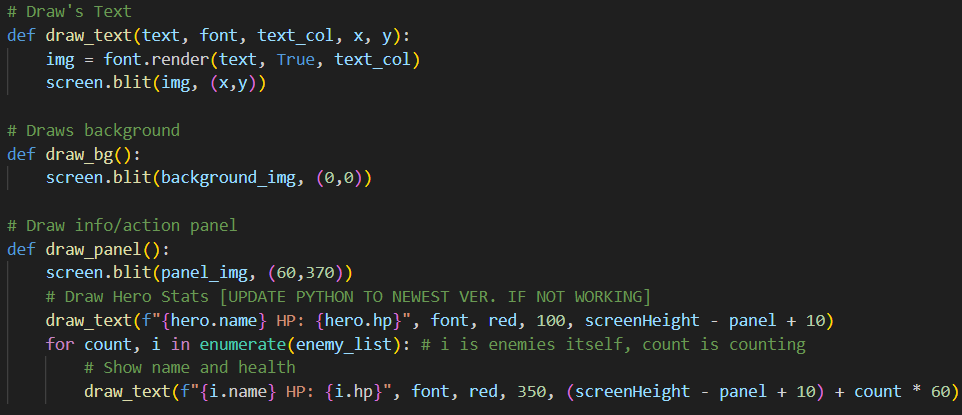 # Draw's Text
def draw_text(text, font, text_col, x, y):
    img = font.render(text, True, text_col)
    screen.blit(img, (x,y))

# Draws background
def draw_bg():
    screen.blit(background_img, (0,0))

# Draw info/action panel
def draw_panel():
    screen.blit(panel_img, (60,370))
    # Draw Hero Stats [UPDATE PYTHON TO NEWEST VER. IF NOT WORKING]
    draw_text(f"{hero.name} HP: {hero.hp}", font, red, 100, screenHeight - panel + 10)
    for count, i in enumerate(enemy_list): # i is enemies itself, count is counting
        # Show name and health
        draw_text(f"{i.name} HP: {i.hp}", font, red, 350, (screenHeight - panel + 10) + count * 60)